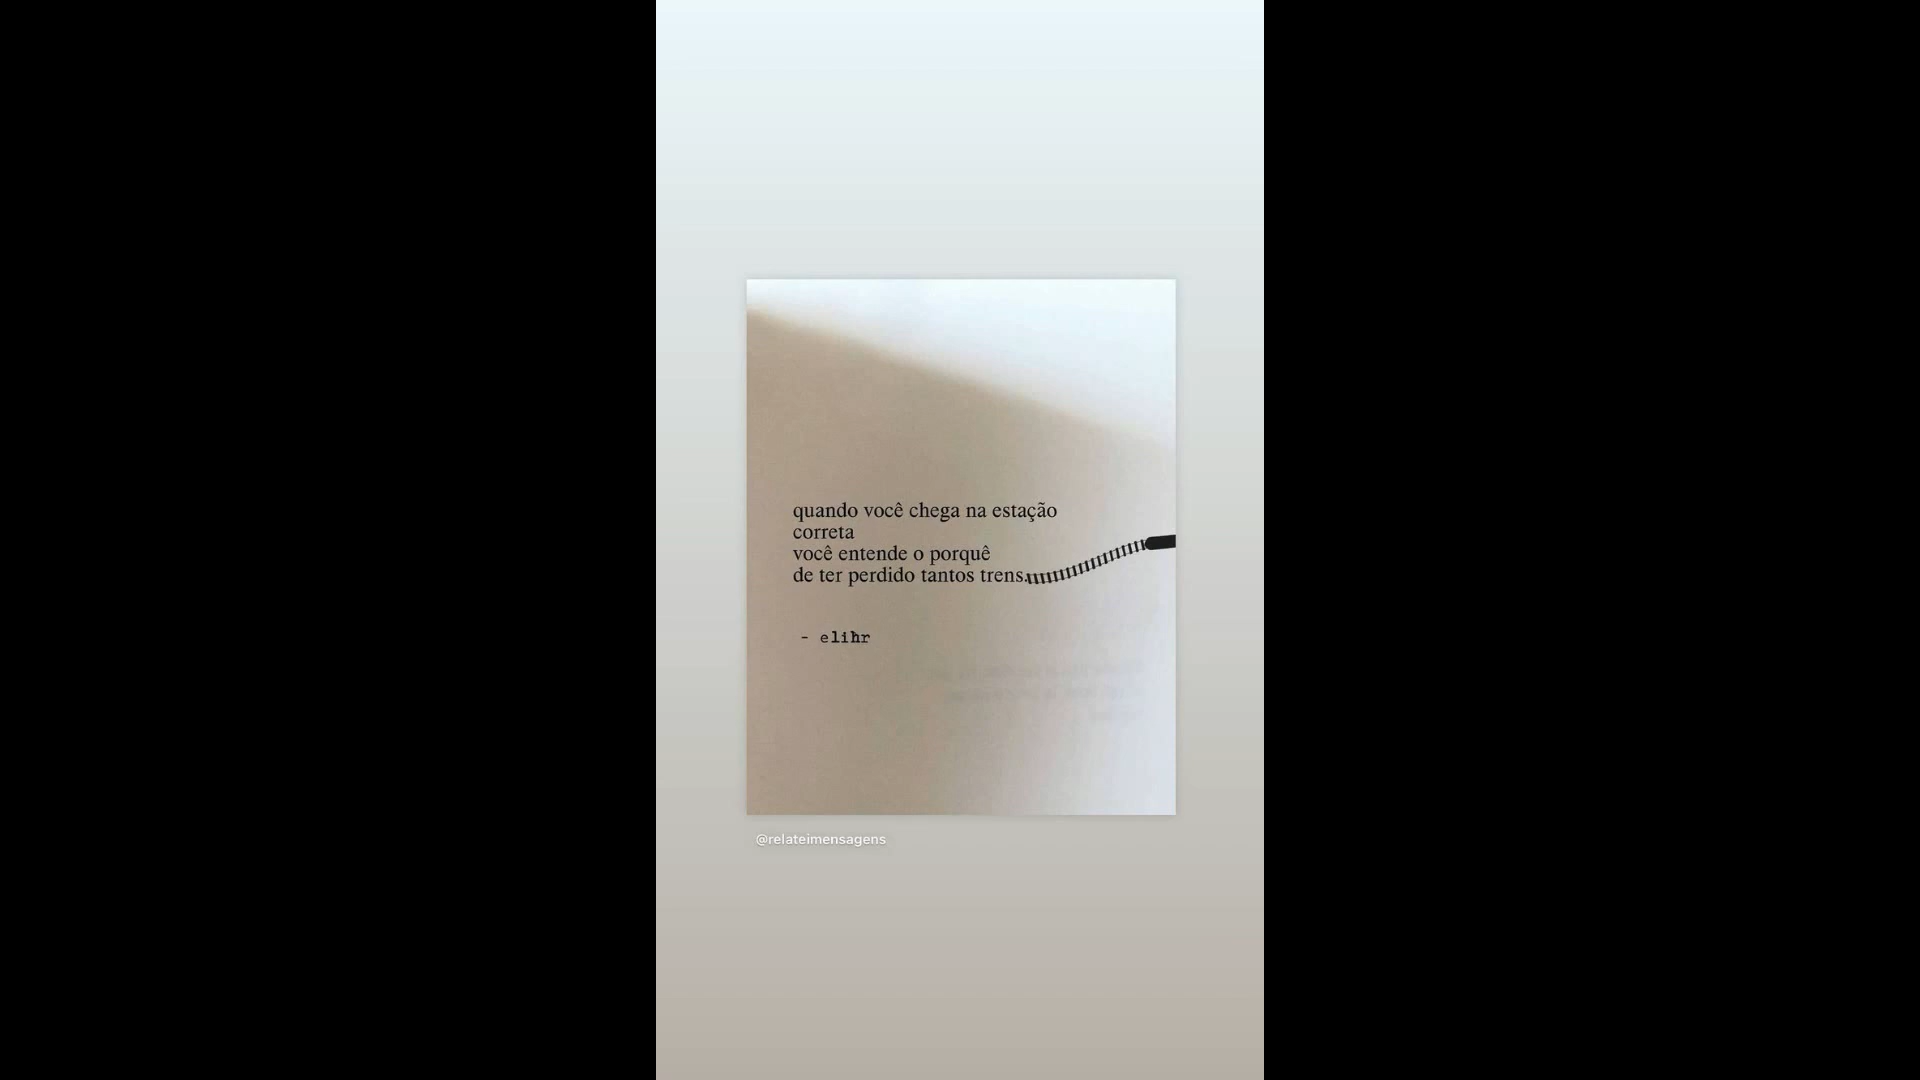 quando você chega na estação
correta
você entende o porquê
de ter perdido tantos trens.
- elihr
@relateimensagens